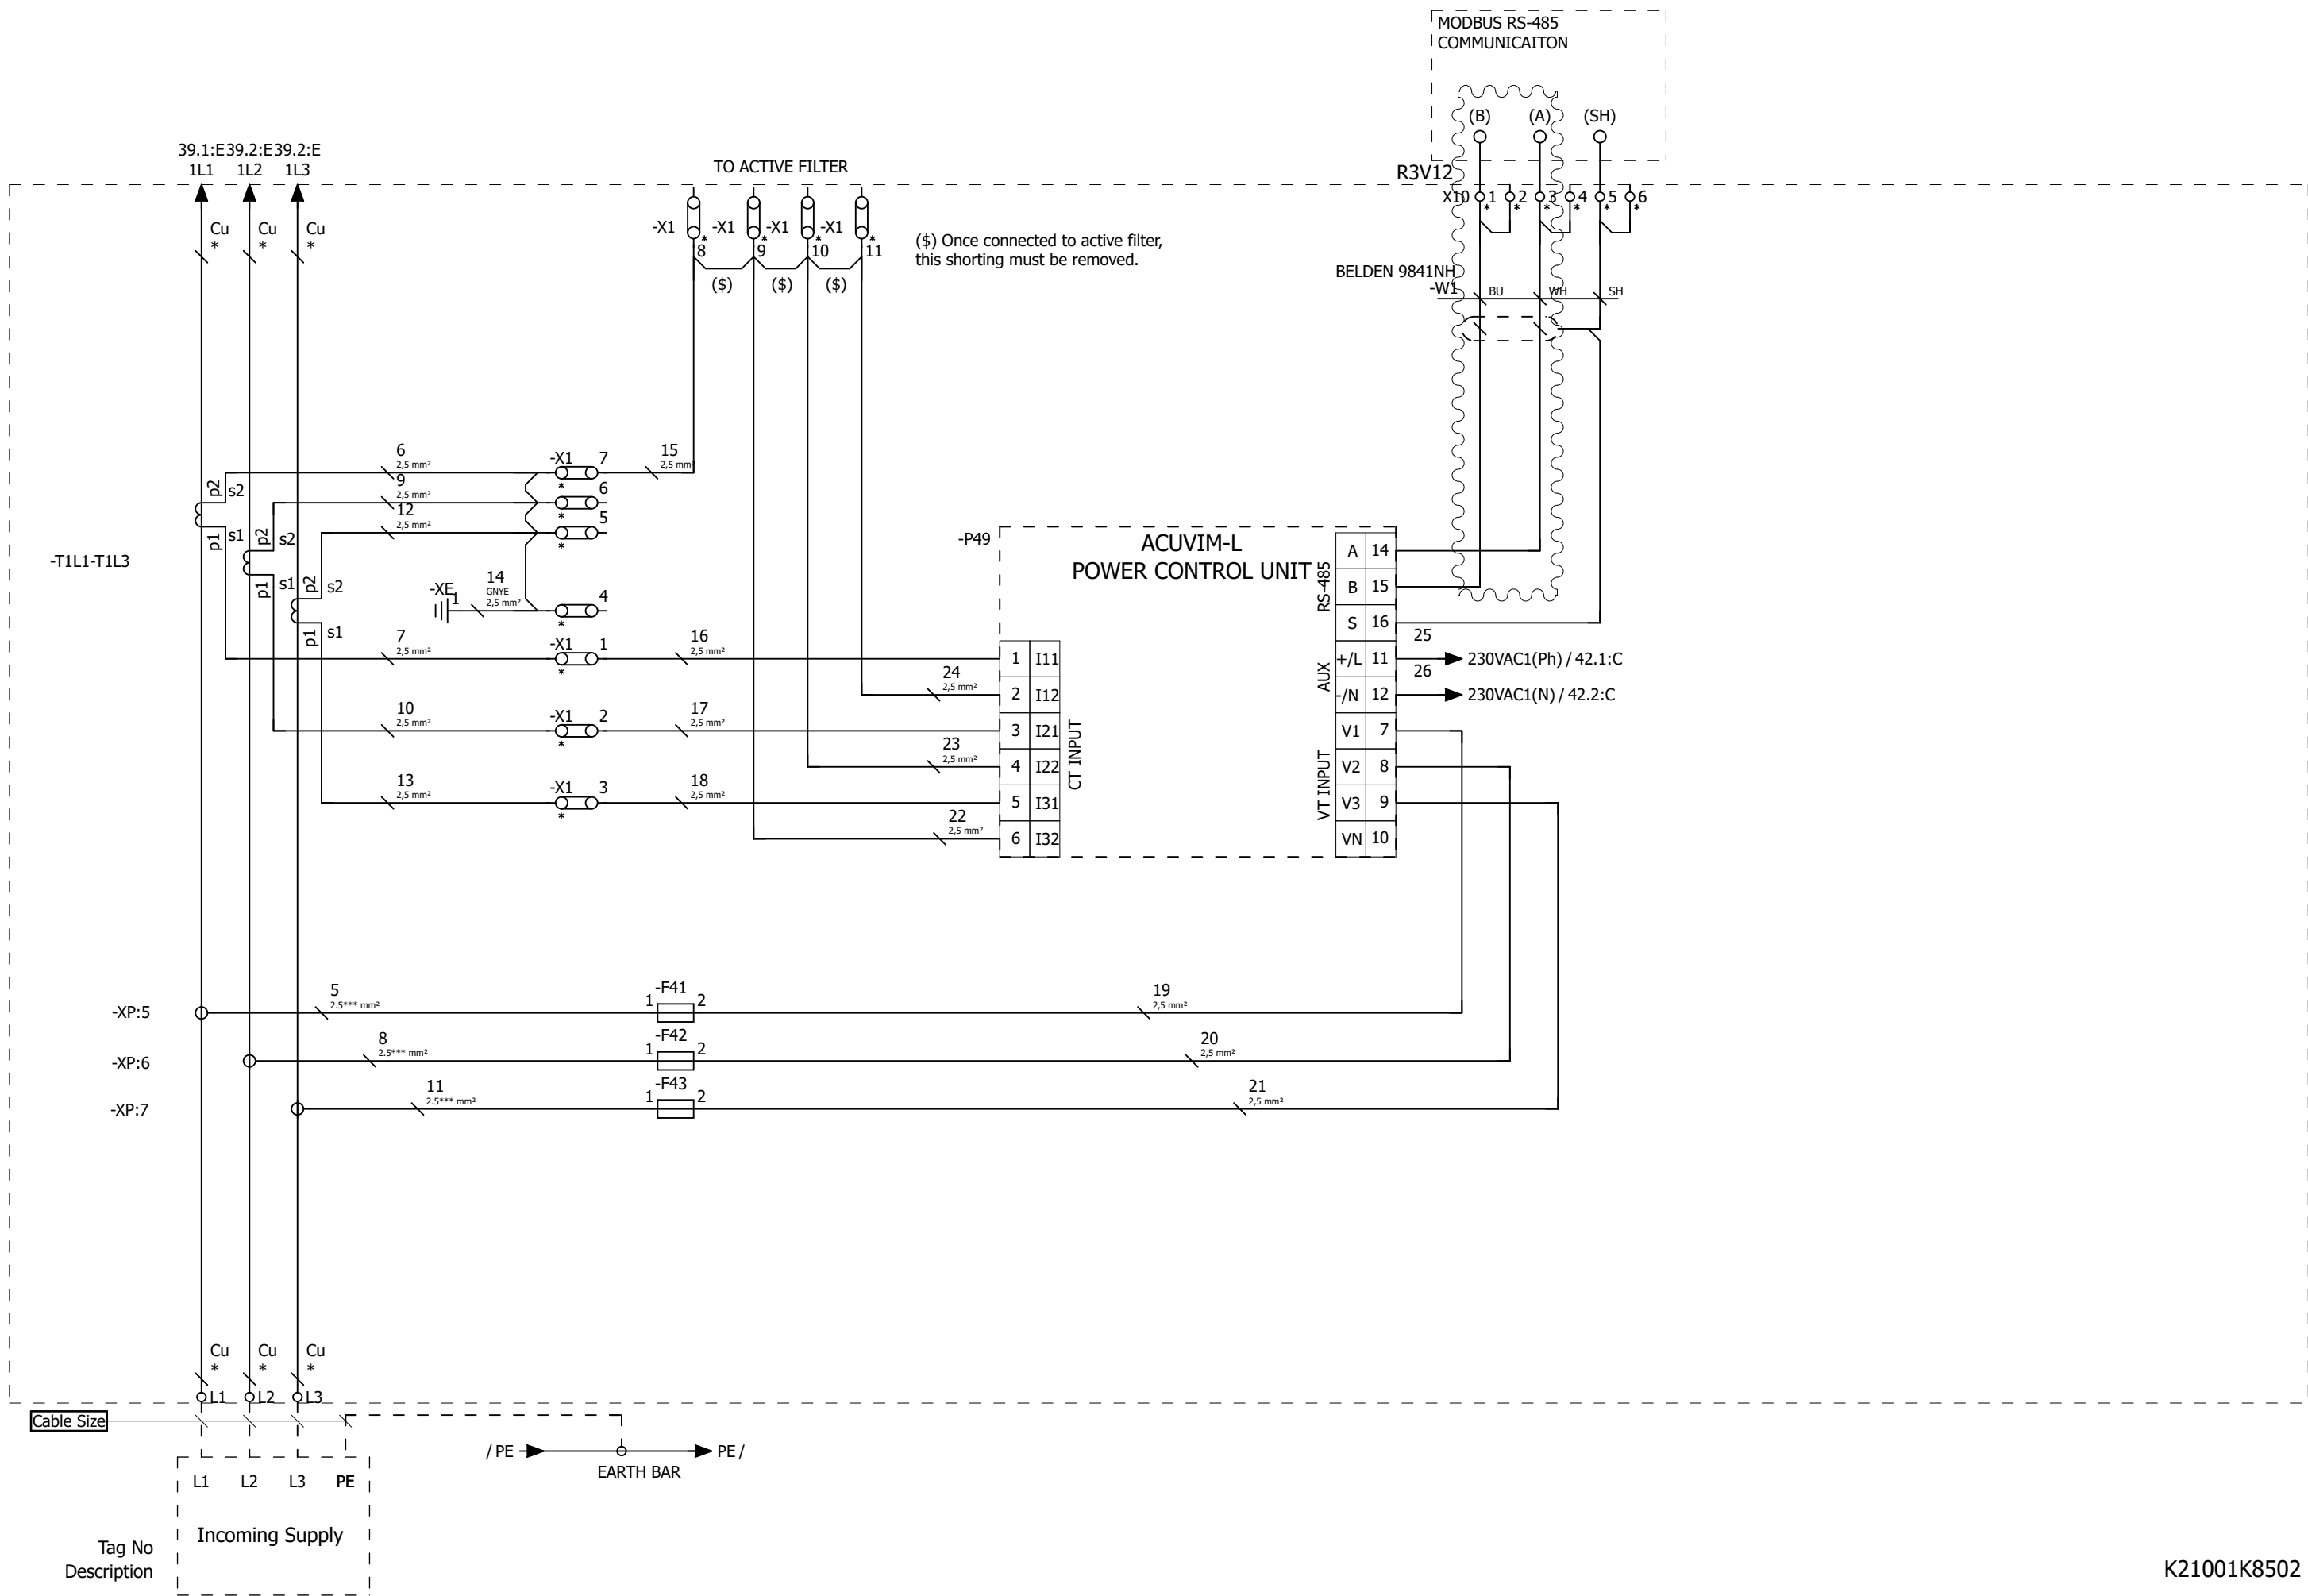 MODBUS RS-485
COMMUNICAITON
(B) (A) (SH)
39.1:E 39.2:E 39.2:E
1L1 1L2 1L3
TO ACTIVE FILTER
R3V12
X10 1 * 2 * 3 * 4 * 5 * 6 *
Cu Cu Cu
* * *
-X1 -X1 -X1 -X1
* * * *
8 9 10 11
($) ($) ($)
($) Once connected to active filter,
this shorting must be removed.
BELDEN 9841NH
-W1 BU WH SH
6
2,5 mm²
-X1 7
*
15
2,5 mm²
9
2,5 mm²
6
*
12
2,5 mm²
5
*
p2 s2
p1 s1
p2 s2
p1 s1
p2 s2
p1 s1
-T1L1-T1L3
-XE
1
14
GNYE
2,5 mm²
4
*
7
2,5 mm²
-X1 1
*
16
2,5 mm²
10
2,5 mm²
-X1 2
*
17
2,5 mm²
13
2,5 mm²
-X1 3
*
18
2,5 mm²
24
2,5 mm²
23
2,5 mm²
22
2,5 mm²
-P49
ACUVIM-L
POWER CONTROL UNIT
1 I11
2 I12
3 I21
4 I22
5 I31
6 I32
CT INPUT
RS-485
A 14
B 15
S 16
AUX
+/L 11
-/N 12
VT INPUT
V1 7
V2 8
V3 9
VN 10
25
230VAC1(Ph) / 42.1:C
26
230VAC1(N) / 42.2:C
-XP:5
5
2.5*** mm²
-F41
1 2
19
2,5 mm²
-XP:6
8
2.5*** mm²
-F42
1 2
20
2,5 mm²
-XP:7
11
2.5*** mm²
-F43
1 2
21
2,5 mm²
Cu Cu Cu
* * *
L1 L2 L3
Cable Size
/ PE PE /
EARTH BAR
L1 L2 L3 PE
Incoming Supply
Tag No
Description
K21001K8502